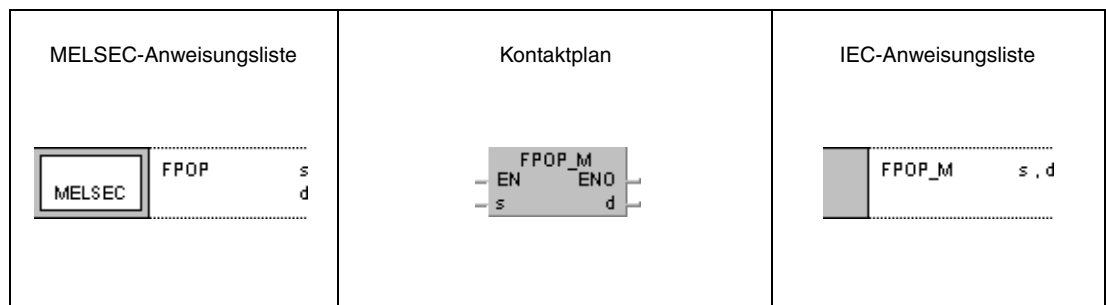 MELSEC-Anweisungsliste
Kontaktplan
IEC-Anweisungsliste
MELSEC
FPOP s
d
FPOP_M
EN ENO
s d
FPOP_M s , d